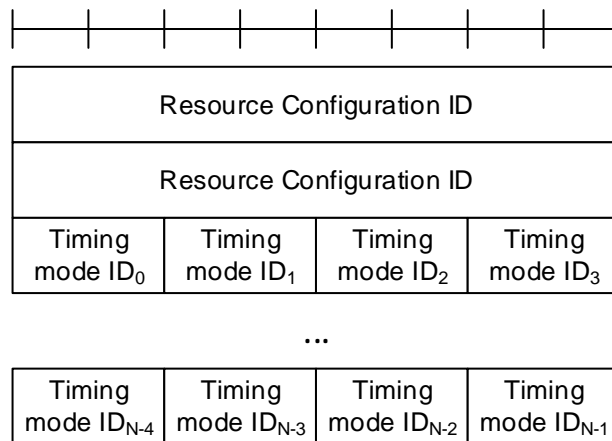 Resource Configuration ID
Resource Configuration ID
Timing mode ID₀ Timing mode ID₁ Timing mode ID₂ Timing mode ID₃
...
Timing mode IDN-4 Timing mode IDN-3 Timing mode IDN-2 Timing mode IDN-1